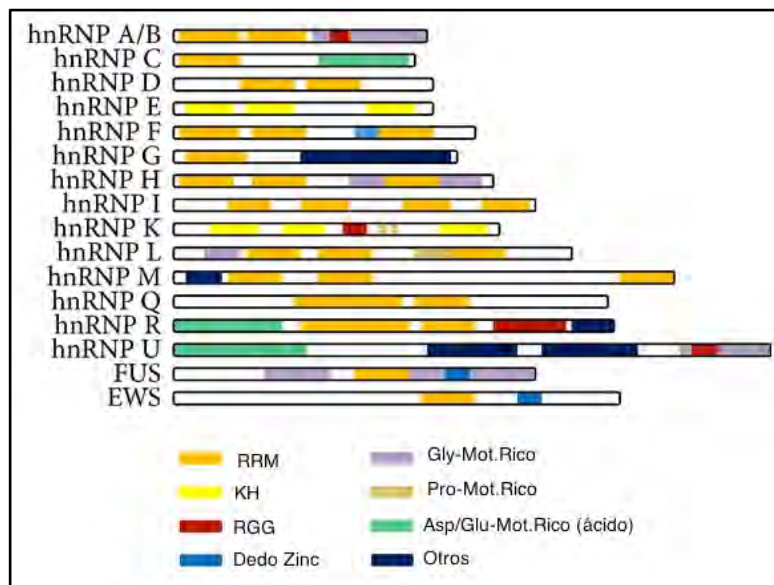 hnRNP A/B
hnRNP C
hnRNP D
hnRNP E
hnRNP F
hnRNP G
hnRNP H
hnRNP I
hnRNP K
hnRNP L
hnRNP M
hnRNP Q
hnRNP R
hnRNP U
FUS
EWS
RRM
Gly-Mot.Rico
KH
Pro-Mot.Rico
RGG
Asp/Glu-Mot.Rico (ácido)
Dedo Zinc
Otros